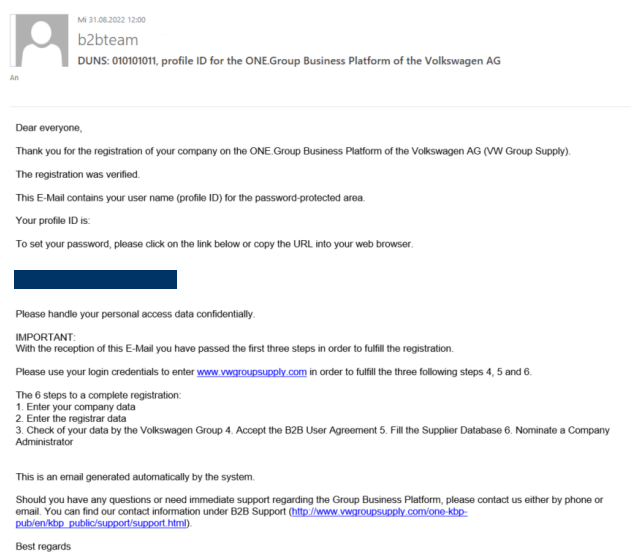 Mi 31.08.2022 12:00
b2bteam
DUNS: 010101011, profile ID for the ONE.Group Business Platform of the Volkswagen AG
An
Dear everyone,
Thank you for the registration of your company on the ONE.Group Business Platform of the Volkswagen AG (VW Group Supply).
The registration was verified.
This E-Mail contains your user name (profile ID) for the password-protected area.
Your profile ID is:
To set your password, please click on the link below or copy the URL into your web browser.
Please handle your personal access data confidentially.
IMPORTANT:
With the reception of this E-Mail you have passed the first three steps in order to fulfill the registration.
Please use your login credentials to enter www.vwgroupsupply.com in order to fulfill the three following steps 4, 5 and 6.
The 6 steps to a complete registration:
1. Enter your company data
2. Enter the registrar data
3. Check of your data by the Volkswagen Group 4. Accept the B2B User Agreement 5. Fill the Supplier Database 6. Nominate a Company
Administrator
This is an email generated automatically by the system.
Should you have any questions or need immediate support regarding the Group Business Platform, please contact us either by phone or
email. You can find our contact information under B2B Support (http://www.vwgroupsupply.com/one-kbp-
pub/en/kbp_public/support/support.html).
Best regards